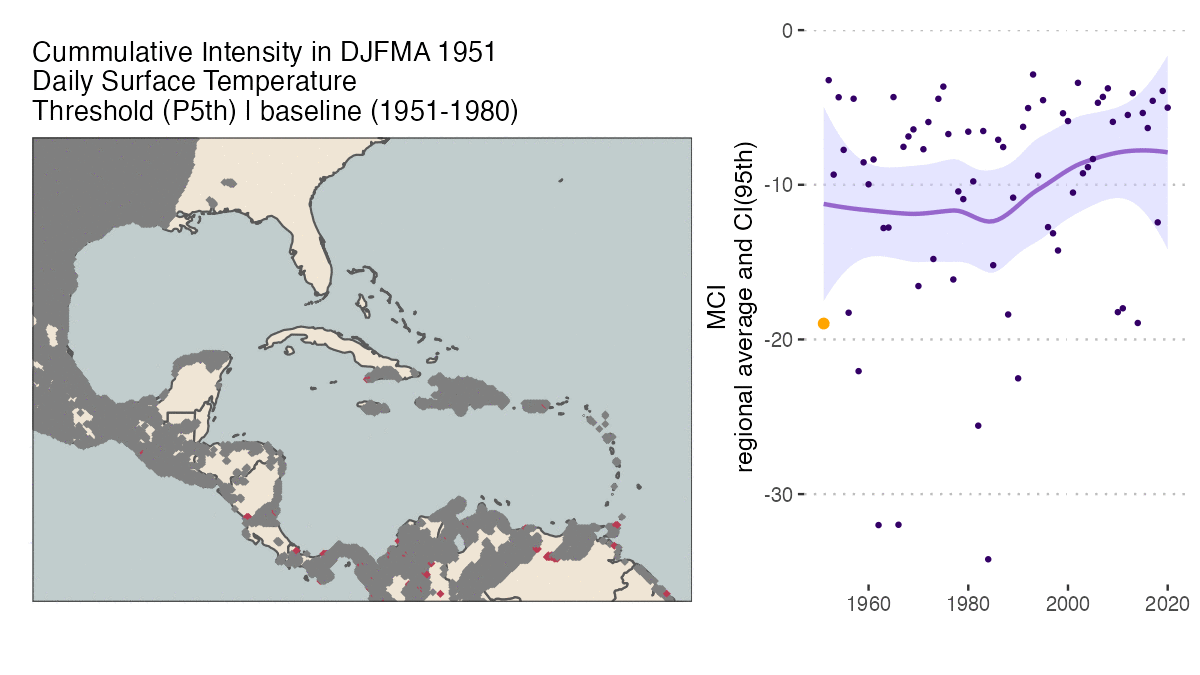 Cummulative Intensity in DJFMA 1951
Daily Surface Temperature
Threshold (P5th) | baseline (1951-1980)
MCI
regional average and CI(95th)
0
-10
-20
-30
1960
1980
2000
2020